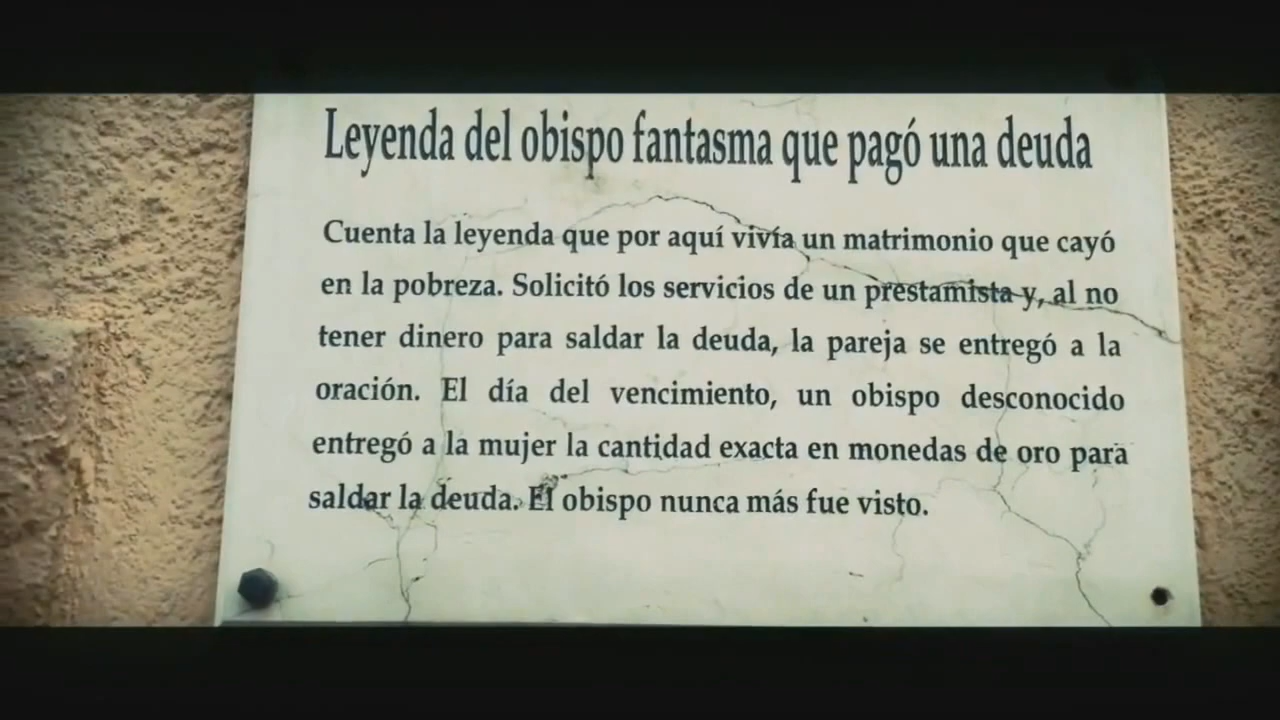 Leyenda del obispo fantasma que pagó una deuda
Cuenta la leyenda que por aquí vivía un matrimonio que cayó
en la pobreza. Solicitó los servicios de un prestamista y, al no
tener dinero para saldar la deuda, la pareja se entregó a la
oración. El día del vencimiento, un obispo desconocido
entregó a la mujer la cantidad exacta en monedas de oro para
saldar la deuda. El obispo nunca más fue visto.